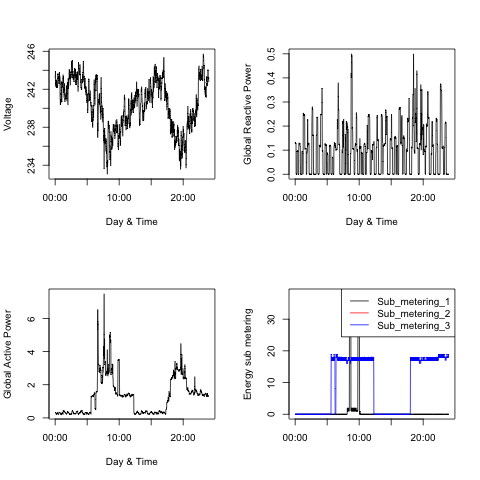 Voltage
234 238 242 246
00:00 10:00 20:00
Day & Time
Global Reactive Power
0.0 0.1 0.2 0.3 0.4 0.5
00:00 10:00 20:00
Day & Time
Global Active Power
0 2 4 6
00:00 10:00 20:00
Day & Time
Energy sub metering
0 10 20 30
Sub_metering_1
Sub_metering_2
Sub_metering_3
00:00 10:00 20:00